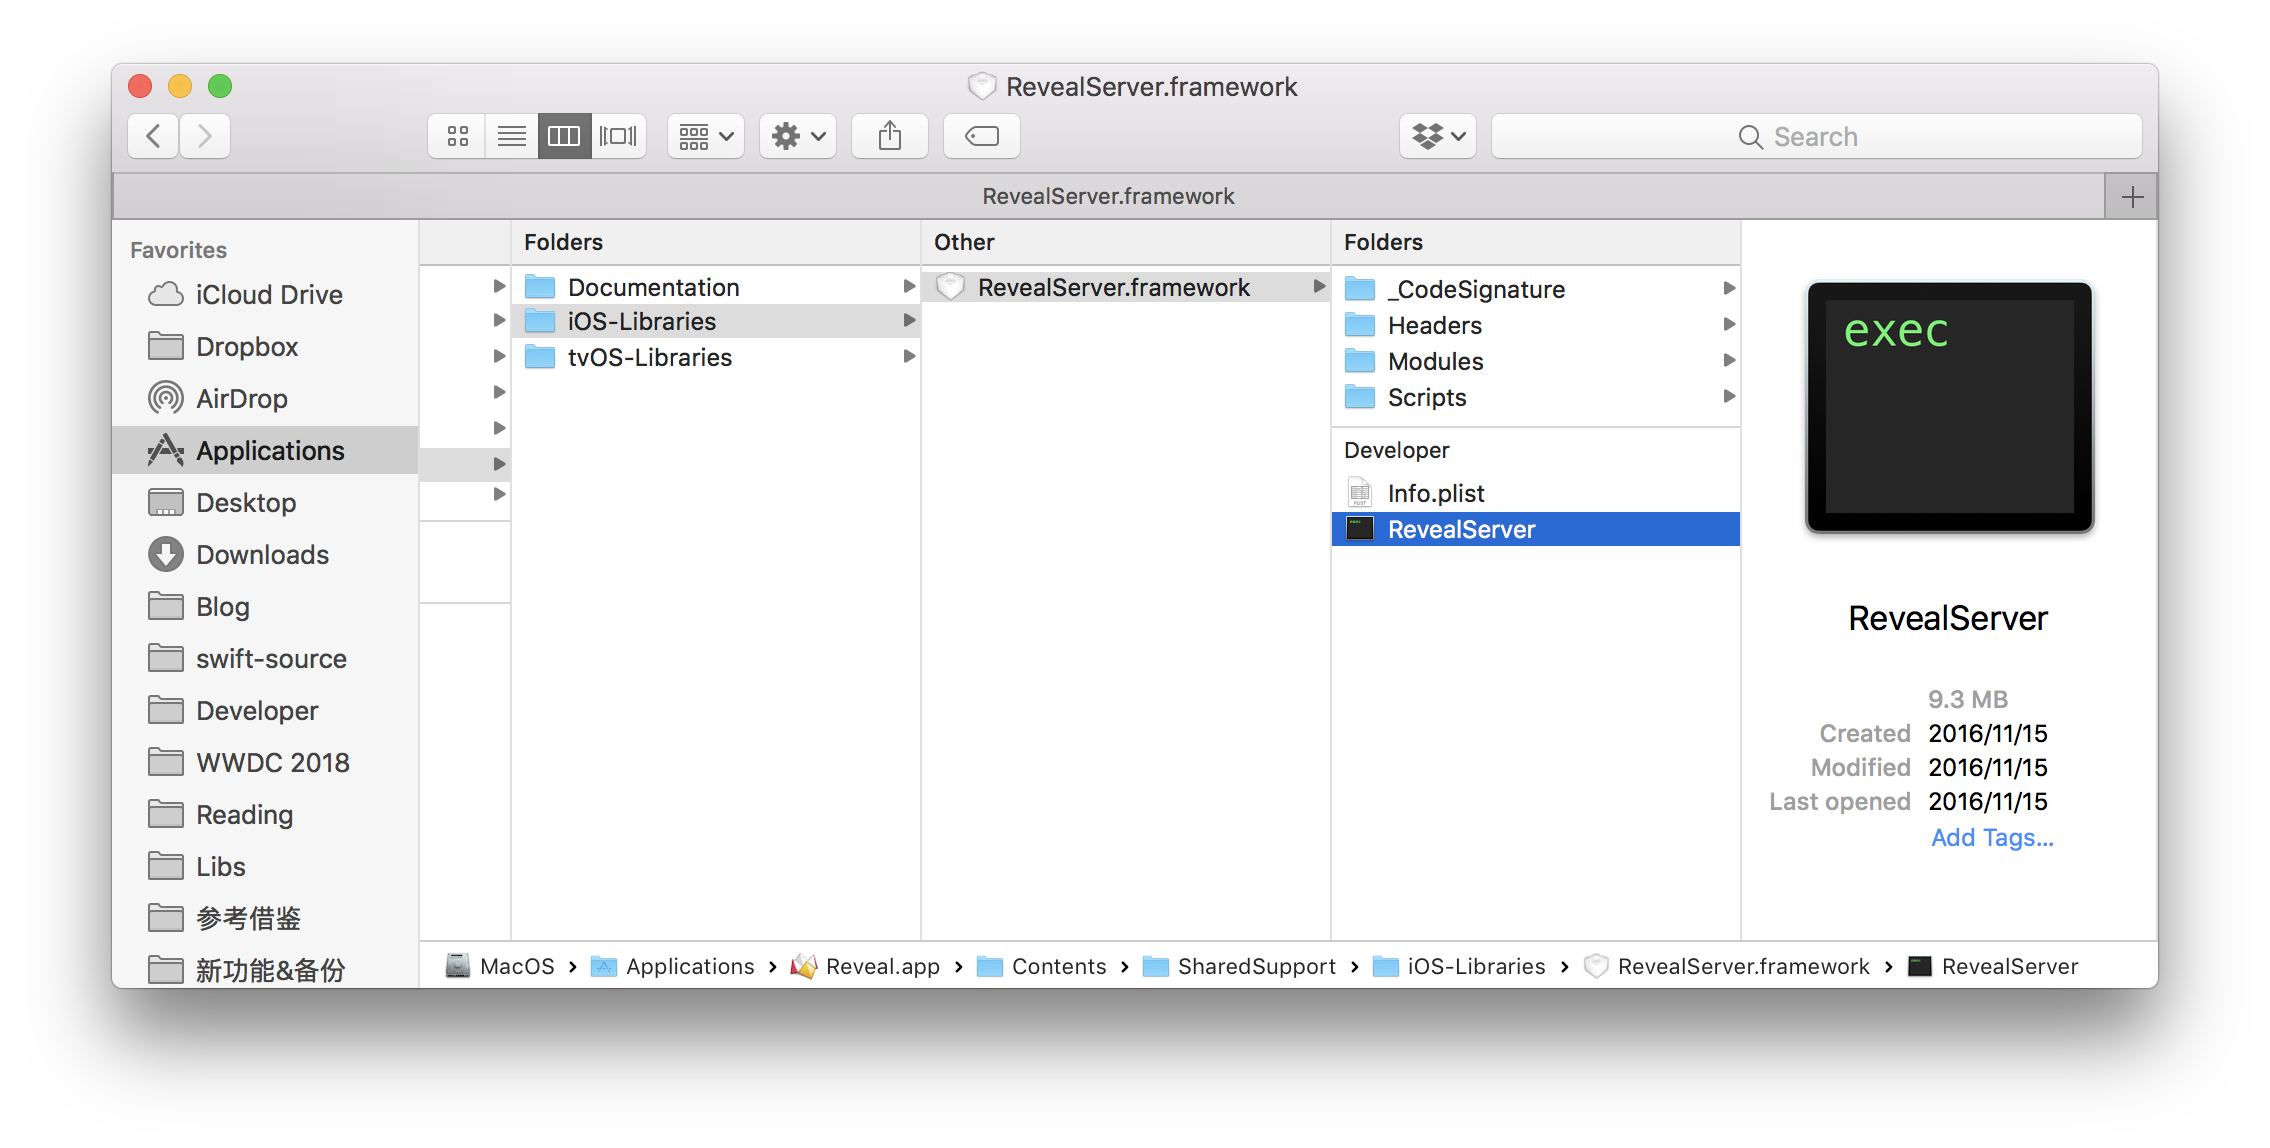 RevealServer.framework
Search
RevealServer.framework
Favorites
iCloud Drive
Dropbox
AirDrop
Applications
Desktop
Downloads
Blog
swift-source
Developer
WWDC 2018
Reading
Libs
参考借鉴
新功能&备份
Folders
Documentation
iOS-Libraries
tvOS-Libraries
Other
RevealServer.framework
Folders
_CodeSignature
Headers
Modules
Scripts
Developer
Info.plist
RevealServer
exec
RevealServer
9.3 MB
Created 2016/11/15
Modified 2016/11/15
Last opened 2016/11/15
Add Tags...
MacOS › Applications › Reveal.app › Contents › SharedSupport › iOS-Libraries › RevealServer.framework › RevealServer